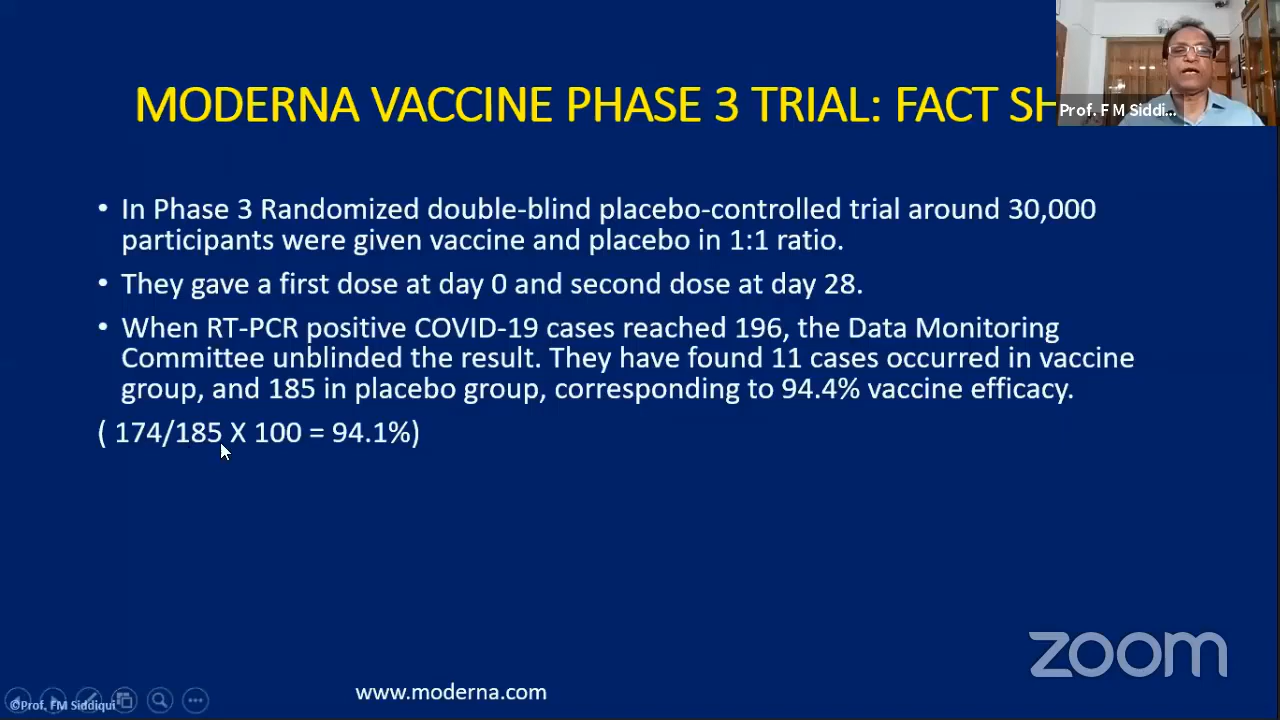 MODERNA VACCINE PHASE 3 TRIAL: FACT SH
Prof. F M Siddi...
• In Phase 3 Randomized double-blind placebo-controlled trial around 30,000
participants were given vaccine and placebo in 1:1 ratio.
• They gave a first dose at day 0 and second dose at day 28.
• When RT-PCR positive COVID-19 cases reached 196, the Data Monitoring
Committee unblinded the result. They have found 11 cases occurred in vaccine
group, and 185 in placebo group, corresponding to 94.4% vaccine efficacy.
( 174/185 X 100 = 94.1%)
zoom
www.moderna.com
©Prof. FM Siddiqui